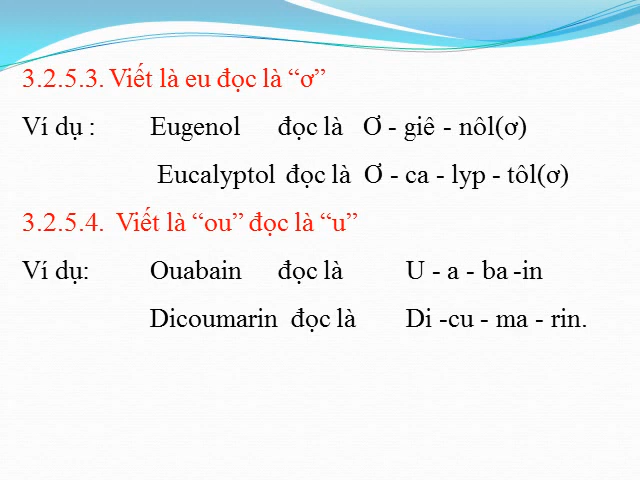 3.2.5.3. Viết là eu đọc là “ơ”
Ví dụ : Eugenol đọc là Ơ - giê - nôl(ơ)
Eucalyptol đọc là Ơ - ca - lyp - tôl(ơ)
3.2.5.4. Viết là “ou” đọc là “u”
Ví dụ: Ouabain đọc là U - a - ba -in
Dicoumarin đọc là Di -cu - ma - rin.